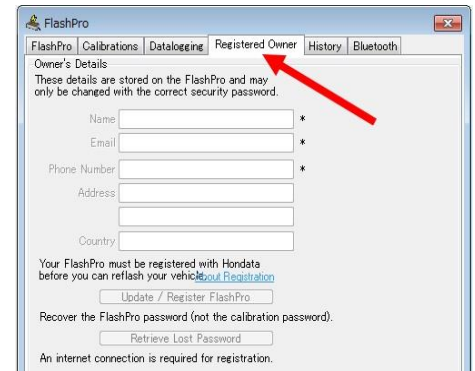 FlashPro
FlashPro Calibrations Datalogging Registered Owner History Bluetooth
Owner's Details
These details are stored on the FlashPro and may
only be changed with the correct security password.
Name *
Email *
Phone Number *
Address
Country
Your FlashPro must be registered with Hondata
before you can reflash your vehicle. About Registration
Update / Register FlashPro
Recover the FlashPro password (not the calibration password).
Retrieve Lost Password
An internet connection is required for registration.